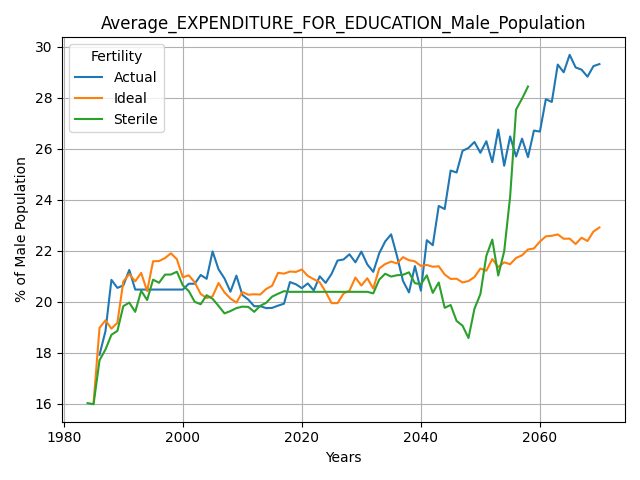 Average_EXPENDITURE_FOR_EDUCATION_Male_Population
Fertility
Actual
Ideal
Sterile
% of Male Population
30
28
26
24
22
20
18
16
1980 2000 2020 2040 2060
Years